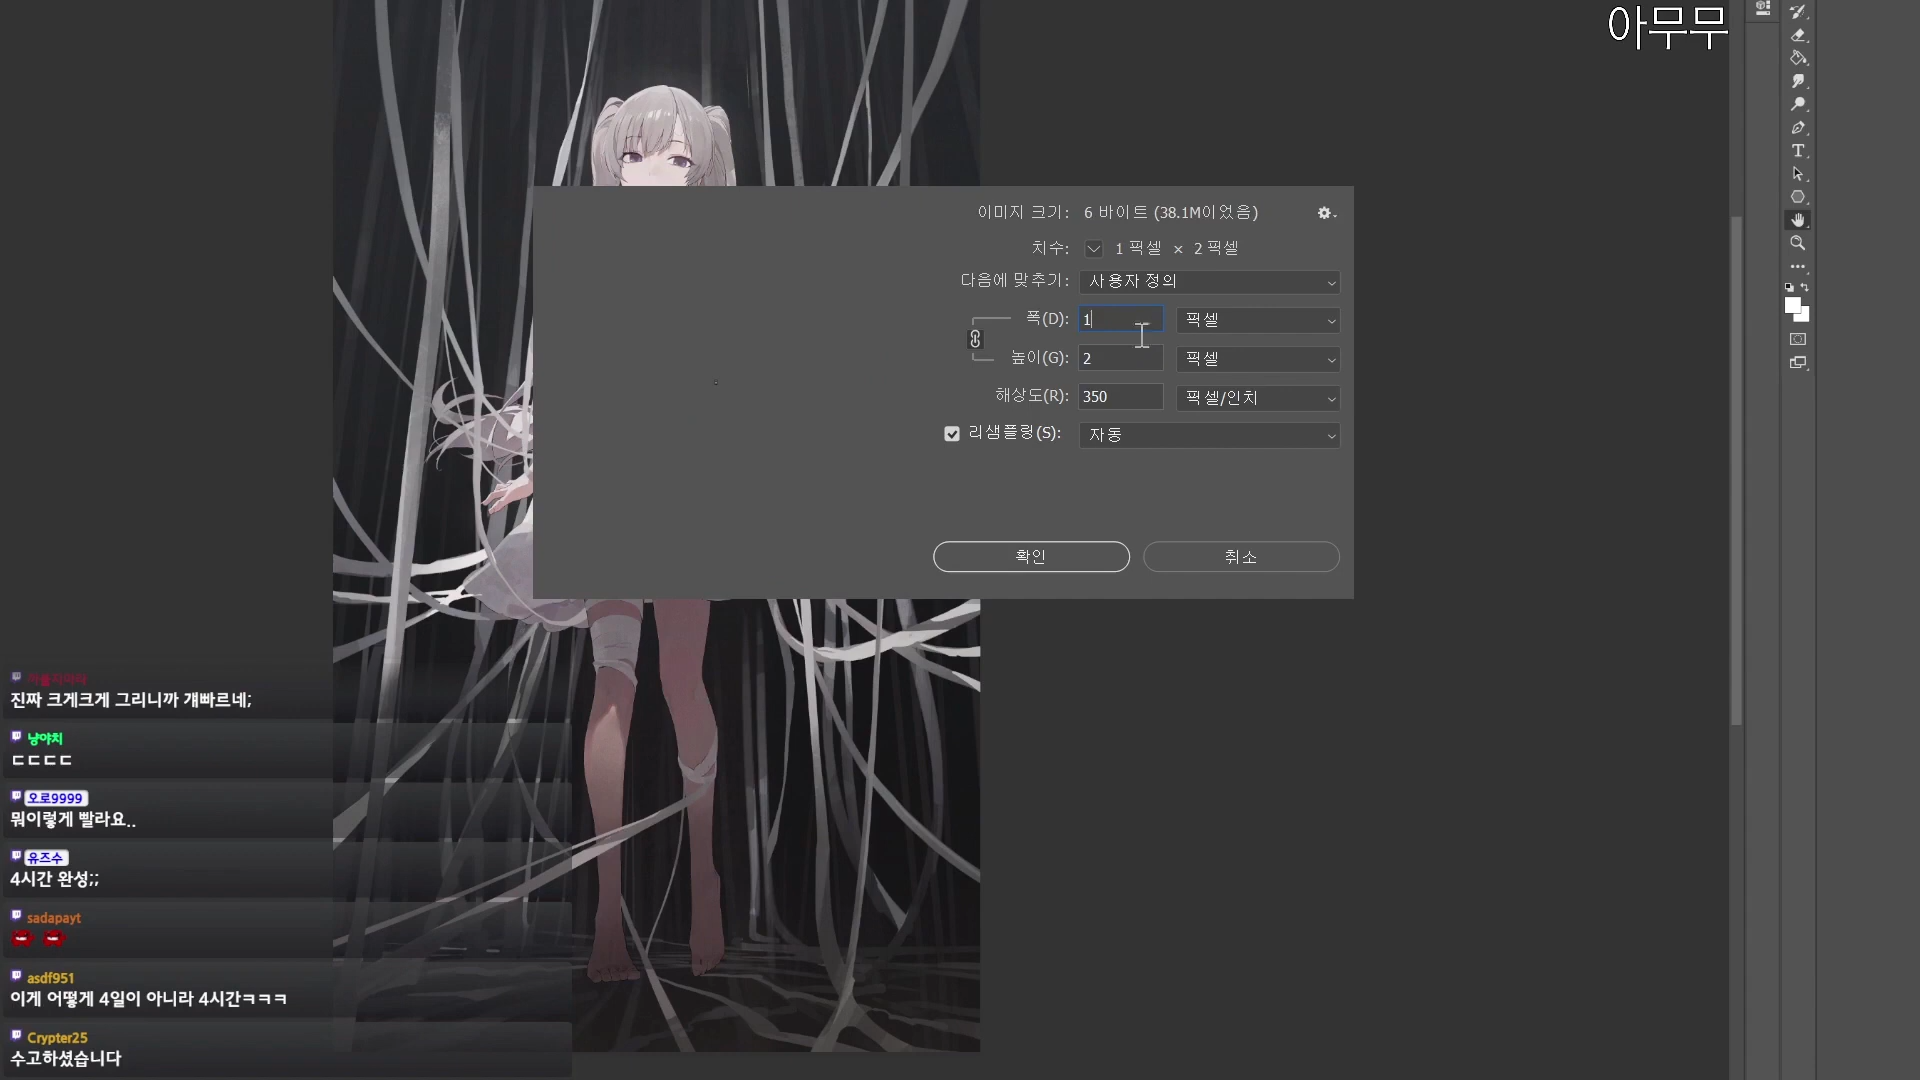 아무무
이미지 크기: 6 바이트 (38.1M이었음)
치수: 1 픽셀 × 2 픽셀
다음에 맞추기: 사용자 정의
폭(D): 1 픽셀
높이(G): 2 픽셀
해상도(R): 350 픽셀/인치
리샘플링(S): 자동
확인 취소
진짜 크게크게 그리니까 개빠르네;
냥야치
ㄷㄷㄷㄷ
오로9999
뭐이렇게 빨라요..
유즈수
4시간 완성;;
sadapayt
asdf951
이게 어떻게 4일이 아니라 4시간ㅋㅋㅋ
Crypter25
수고하셨습니다